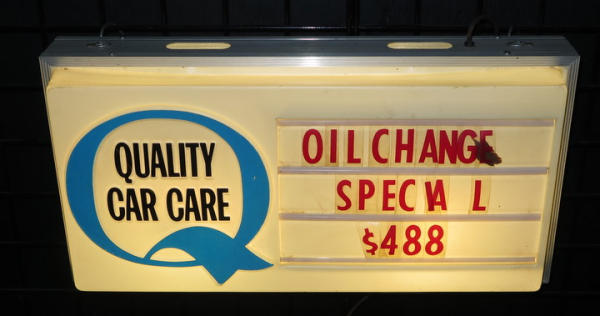 QUALITY
CAR CARE
OIL CHANGE
SPECIAL
$488